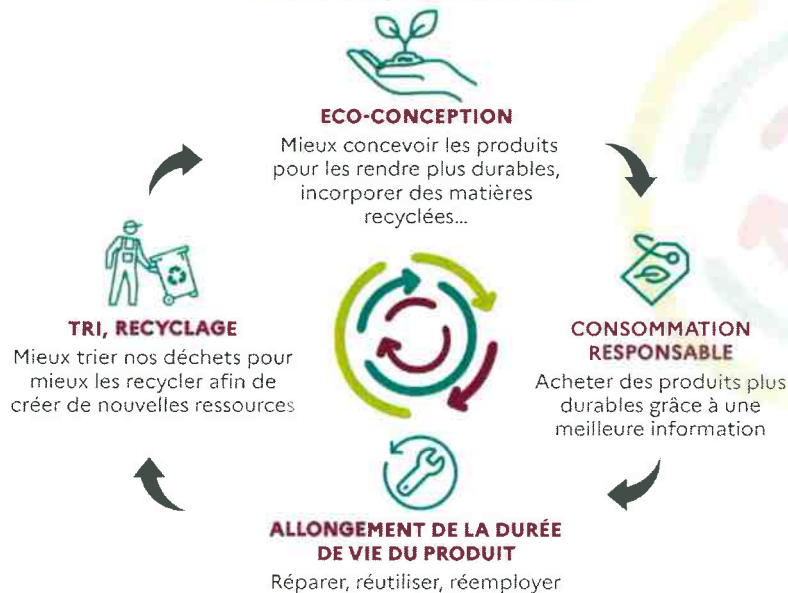 ECO-CONCEPTION
Mieux concevoir les produits
pour les rendre plus durables,
incorporer des matières
recyclées...
CONSOMMATION
RESPONSABLE
Acheter des produits plus
durables grâce à une
meilleure information
ALLONGEMENT DE LA DURÉE
DE VIE DU PRODUIT
Réparer, réutiliser, réemployer
TRI, RECYCLAGE
Mieux trier nos déchets pour
mieux les recycler afin de
créer de nouvelles ressources